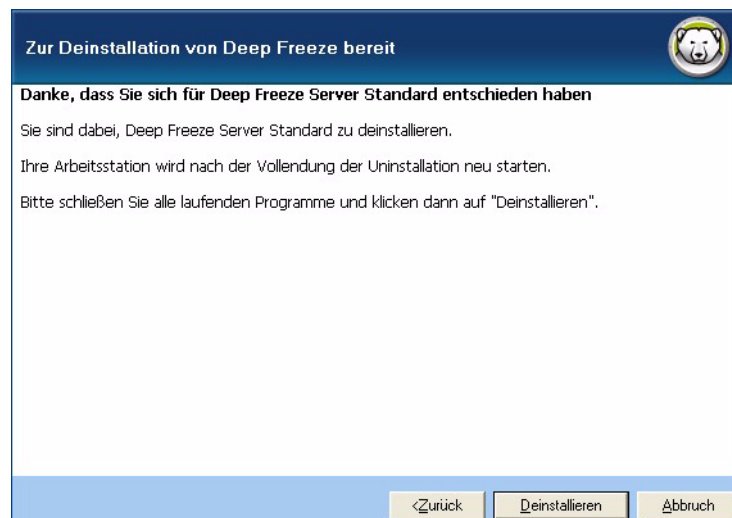 Zur Deinstallation von Deep Freeze bereit
Danke, dass Sie sich für Deep Freeze Server Standard entschieden haben
Sie sind dabei, Deep Freeze Server Standard zu deinstallieren.
Ihre Arbeitsstation wird nach der Vollendung der Uninstallation neu starten.
Bitte schließen Sie alle laufenden Programme und klicken dann auf "Deinstallieren".
<Zurück
Deinstallieren
Abbruch